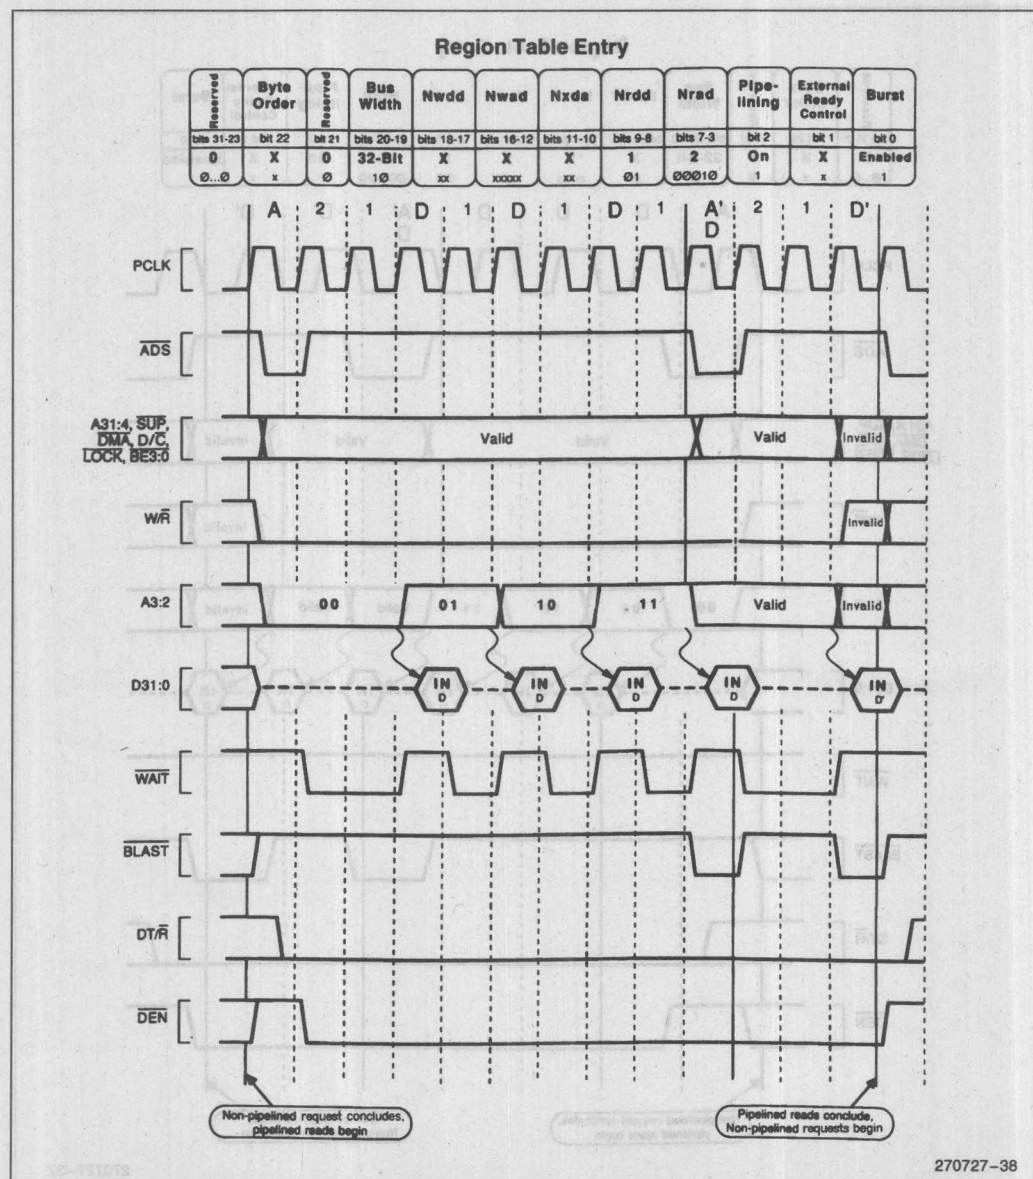 Region Table Entry
Reserved Byte Order Reserved Bus Width Nwdd Nwad Nxda Nrdd Nrad Pipe-lining External Ready Control Burst
bits 31-23 bit 22 bit 21 bits 20-19 bits 18-17 bits 16-12 bits 11-10 bits 9-8 bits 7-3 bit 2 bit 1 bit 0
0 X 0 32-Bit X X X 1 2 On X Enabled
0...0 x 0 10 xx xxxxx xx 01 00010 1 x 1
A 2 1 D 1 D 1 D 1 A' 2 1 D'
D
PCLK
ADS
A31:4, SUP,
DMA, D/C,
LOCK, BE3:0
Valid Valid Invalid
W/R
Invalid
A3:2
00 01 10 11 Valid Invalid
D31:0
IN IN IN IN IN
D D D D D'
WAIT
BLAST
DT/R
DEN
Non-pipelined request concludes,
pipelined reads begin
Pipelined reads conclude,
Non-pipelined requests begin
270727-38